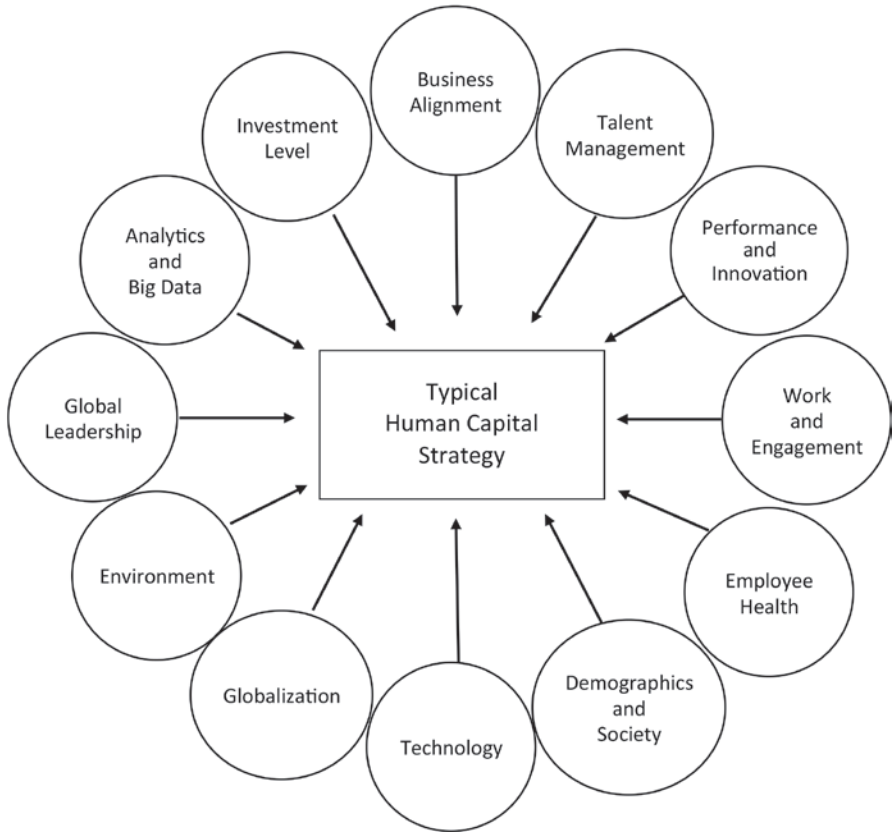 Business
Alignment
Talent
Management
Performance
and
Innovation
Work
and
Engagement
Employee
Health
Demographics
and
Society
Technology
Globalization
Environment
Global
Leadership
Analytics
and
Big Data
Investment
Level
Typical
Human Capital
Strategy